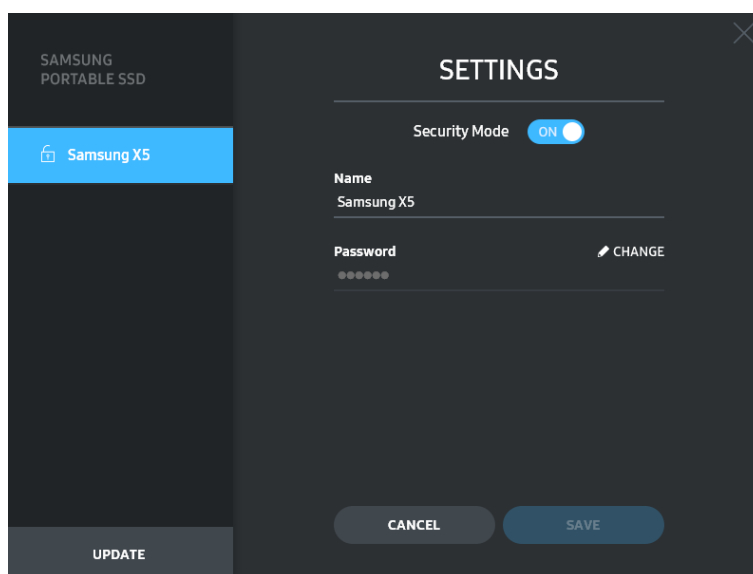 SAMSUNG
PORTABLE SSD
Samsung X5
UPDATE
SETTINGS
Security Mode ON
Name
Samsung X5
Password CHANGE
●●●●●●
CANCEL SAVE